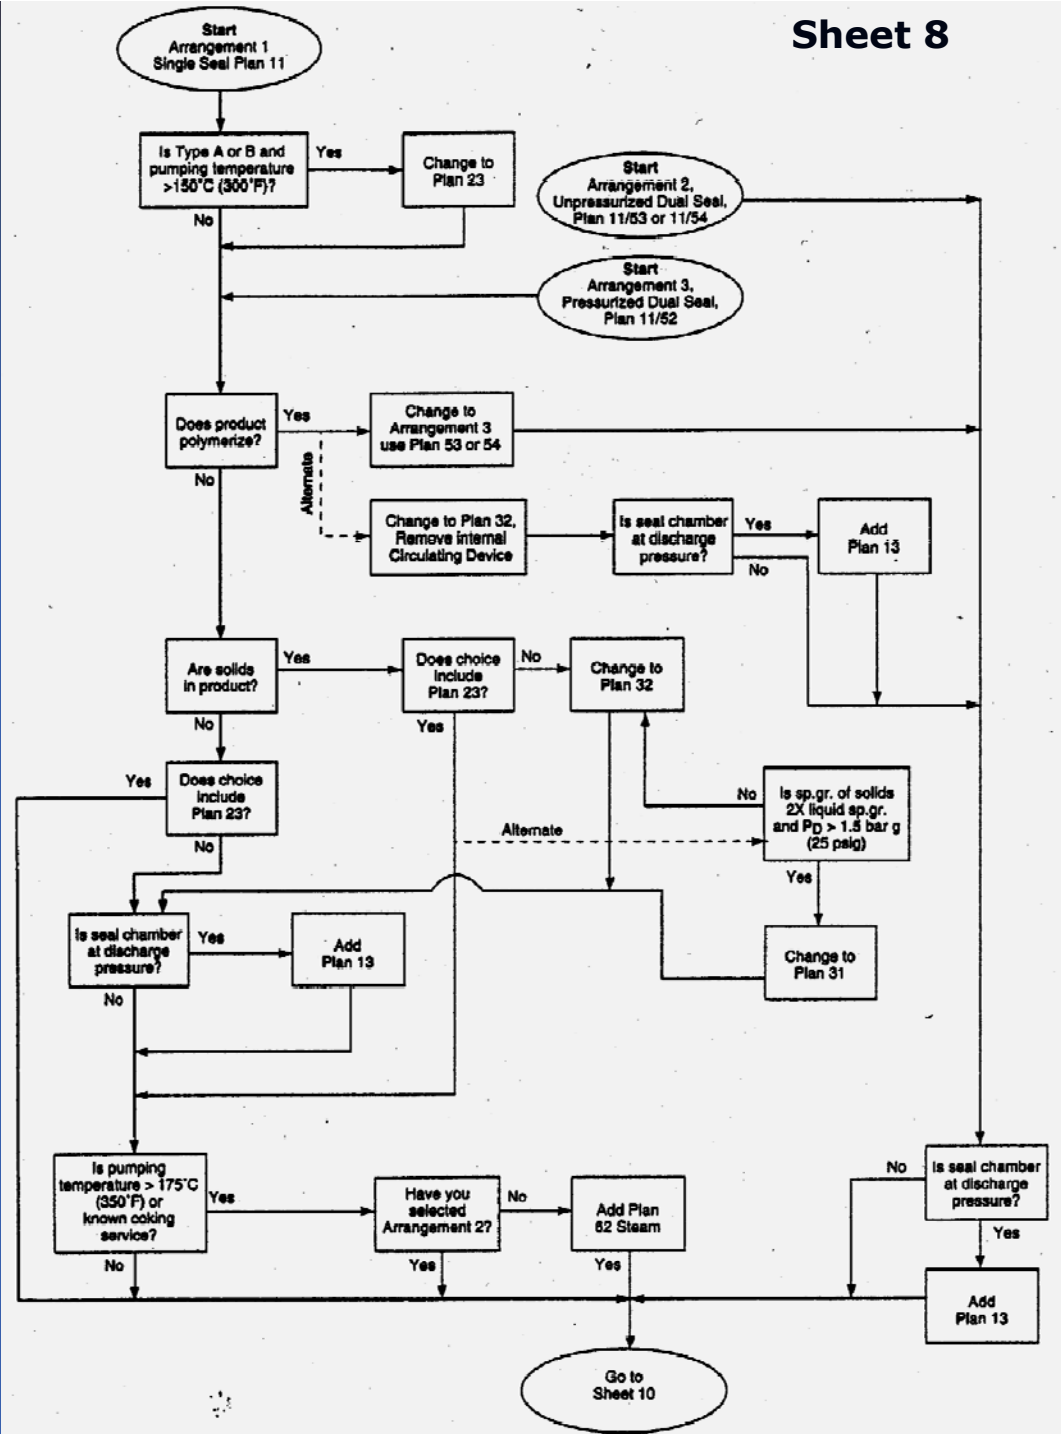 Sheet 8
Start
Arrangement 1
Single Seal Plan 11
Is Type A or B and
pumping temperature
>150°C (300°F)?
Yes
No
Change to
Plan 23
Start
Arrangement 2,
Unpressurized Dual Seal,
Plan 11/53 or 11/54
Start
Arrangement 3,
Pressurized Dual Seal,
Plan 11/52
Does product
polymerize?
Yes
No
Alternate
Change to
Arrangement 3
use Plan 53 or 54
Change to Plan 32,
Remove Internal
Circulating Device
Is seal chamber
at discharge
pressure?
Yes
No
Add
Plan 13
Are solids
in product?
Yes
No
Does choice
Include
Plan 23?
No
Yes
Change to
Plan 32
Does choice
Include
Plan 23?
Yes
No
Alternate
Is sp.gr. of solids
2X liquid sp.gr.
and PD > 1.5 bar g
(25 psig)
No
Yes
Change to
Plan 31
Is seal chamber
at discharge
pressure?
Yes
No
Add
Plan 13
Is pumping
temperature > 175°C
(350°F) or
known coking
service?
Yes
No
Have you
selected
Arrangement 2?
No
Yes
Add Plan
62 Steam
Yes
Is seal chamber
at discharge
pressure?
No
Yes
Add
Plan 13
Go to
Sheet 10